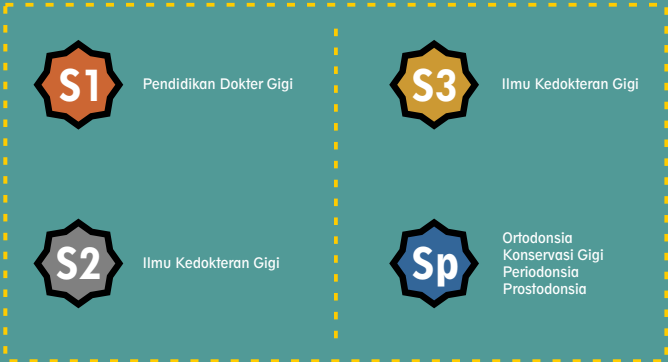 S1
Pendidikan Dokter Gigi
S2
Ilmu Kedokteran Gigi
S3
Ilmu Kedokteran Gigi
Sp
Ortodonsia
Konservasi Gigi
Periodonsia
Prostodonsia